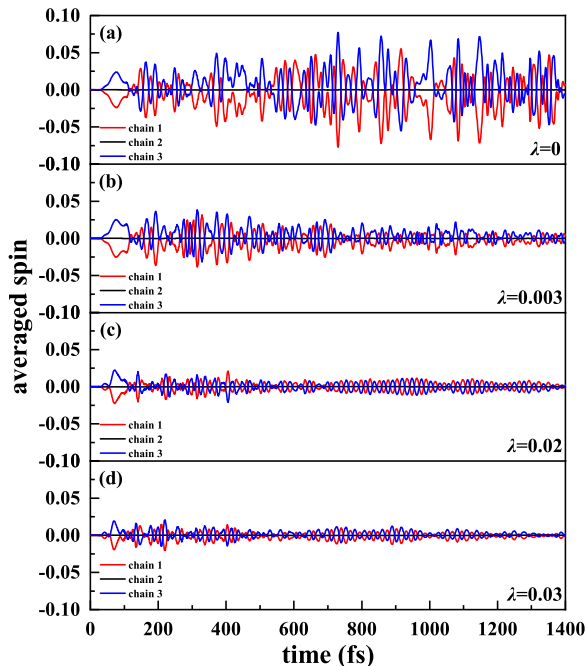 averaged spin
0.10
(a)
0.05
0.00
-0.05
chain 1
chain 2
chain 3
λ=0
-0.10
(b)
0.05
0.00
-0.05
chain 1
chain 2
chain 3
λ=0.003
-0.10
(c)
0.05
0.00
-0.05
chain 1
chain 2
chain 3
λ=0.02
-0.10
(d)
0.05
0.00
-0.05
chain 1
chain 2
chain 3
λ=0.03
-0.10
0 200 400 600 800 1000 1200 1400
time (fs)